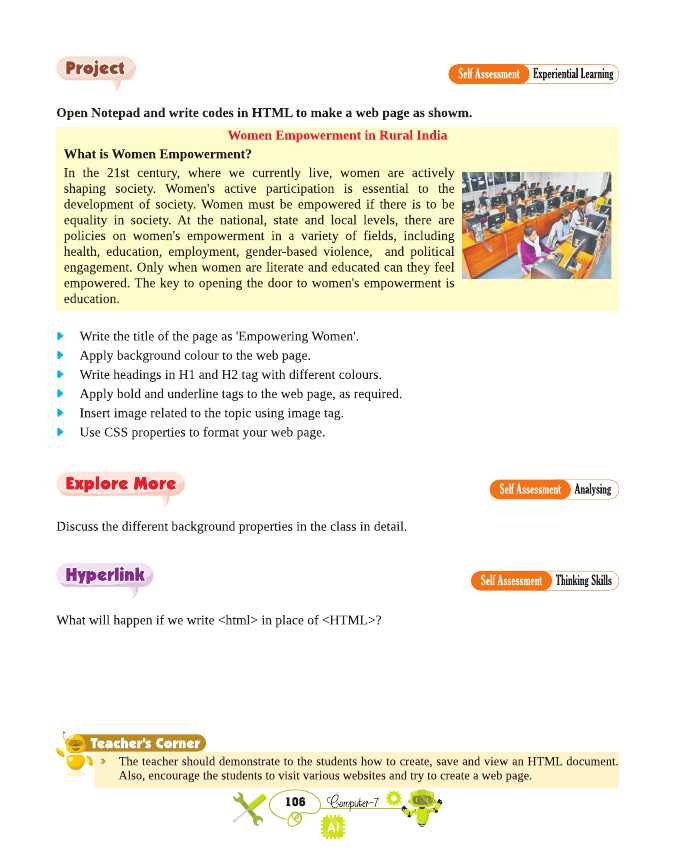 Project
Self Assessment Experiential Learning
Open Notepad and write codes in HTML to make a web page as showm.
Women Empowerment in Rural India
What is Women Empowerment?
In the 21st century, where we currently live, women are actively
shaping society. Women's active participation is essential to the
development of society. Women must be empowered if there is to be
equality in society. At the national, state and local levels, there are
policies on women's empowerment in a variety of fields, including
health, education, employment, gender-based violence, and political
engagement. Only when women are literate and educated can they feel
empowered. The key to opening the door to women's empowerment is
education.
Write the title of the page as 'Empowering Women'.
Apply background colour to the web page.
Write headings in H1 and H2 tag with different colours.
Apply bold and underline tags to the web page, as required.
Insert image related to the topic using image tag.
Use CSS properties to format your web page.
Explore More
Self Assessment Analysing
Discuss the different background properties in the class in detail.
Hyperlink
Self Assessment Thinking Skills
What will happen if we write <html> in place of <HTML>?
Teacher's Corner
The teacher should demonstrate to the students how to create, save and view an HTML document.
Also, encourage the students to visit various websites and try to create a web page.
106 Computer-7
AI